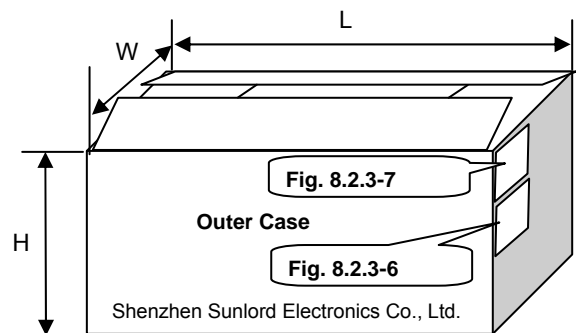 L
W
Fig. 8.2.3-7
Outer Case
H
Fig. 8.2.3-6
Shenzhen Sunlord Electronics Co., Ltd.